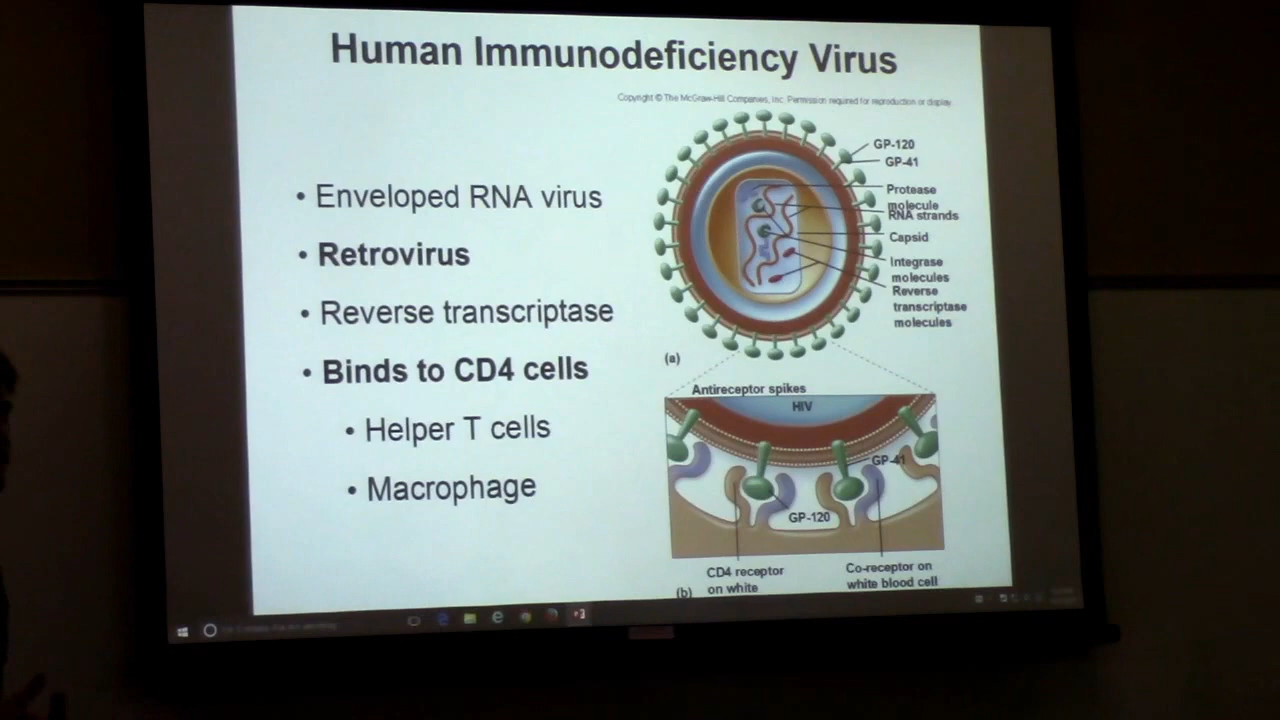 Human Immunodeficiency Virus
Copyright © The McGraw-Hill Companies, Inc. Permission required for reproduction or display.
• Enveloped RNA virus
• Retrovirus
• Reverse transcriptase
• Binds to CD4 cells
• Helper T cells
• Macrophage
GP-120
GP-41
Protease
molecule
RNA strands
Capsid
Integrase
molecules
Reverse
transcriptase
molecules
(a)
Antireceptor spikes
HIV
GP-41
GP-120
CD4 receptor
on white
Co-receptor on
white blood cell
(b)